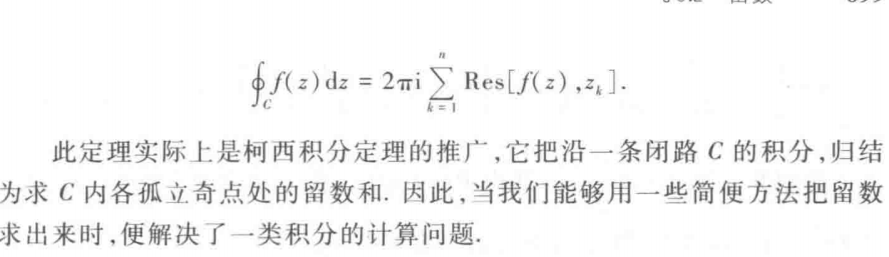 ∮_C f(z)dz = 2πi ∑_{k=1}^{n} Res[f(z),z_k].
此定理实际上是柯西积分定理的推广,它把沿一条闭路 C 的积分,归结
为求 C 内各孤立奇点处的留数和. 因此,当我们能够用一些简便方法把留数
求出来时,便解决了一类积分的计算问题.